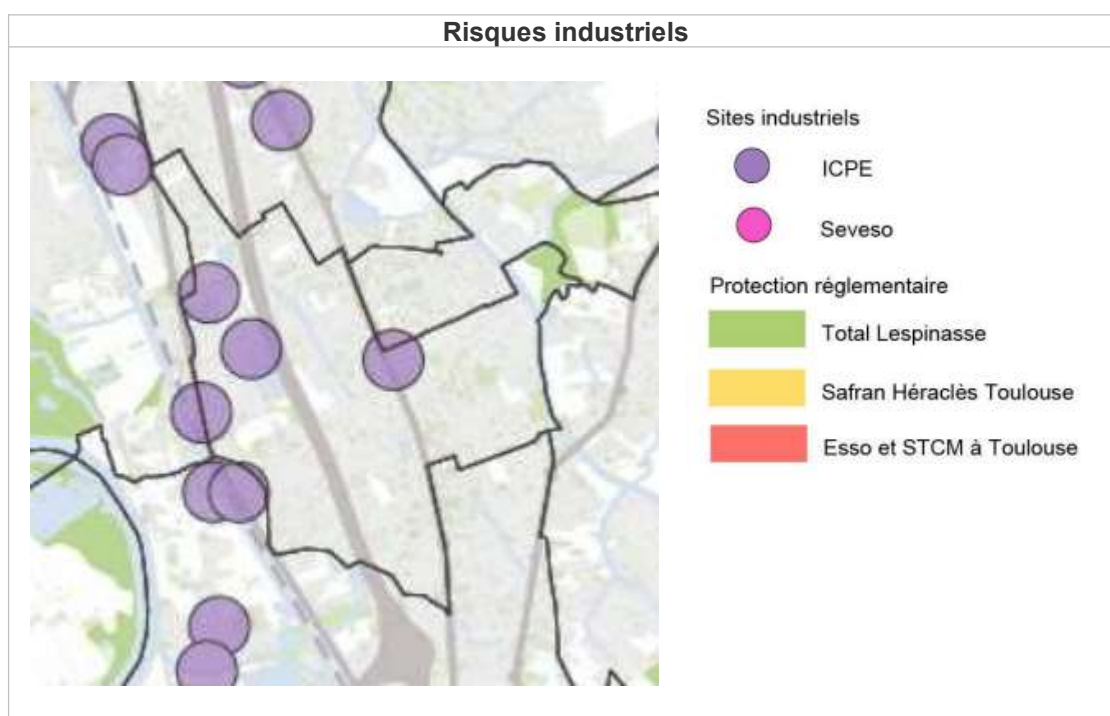 Risques industriels
Sites industriels
ICPE
Seveso
Protection réglementaire
Total Lespinasse
Safran Héraclès Toulouse
Esso et STCM à Toulouse